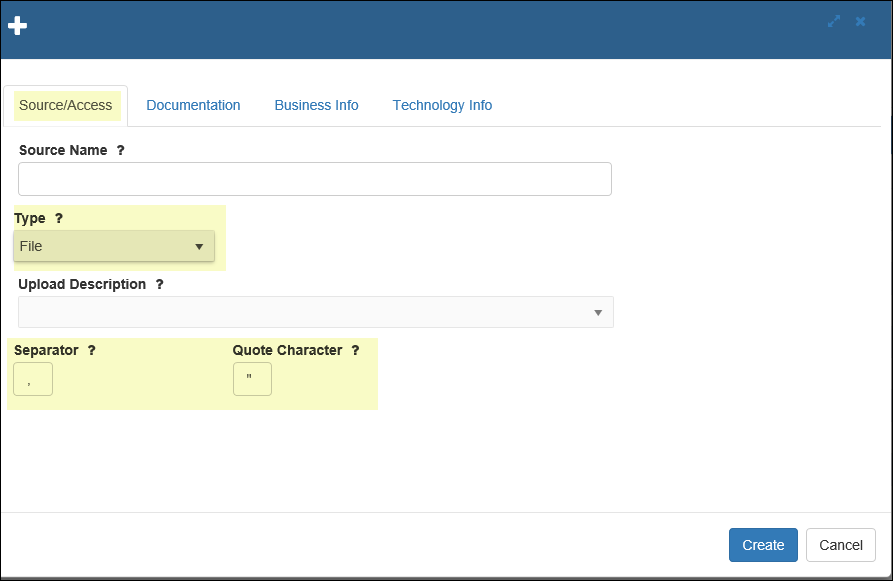 Source/Access Documentation Business Info Technology Info
Source Name ?
Type ?
File
Upload Description ?
Separator ? Quote Character ?
, "
Create Cancel